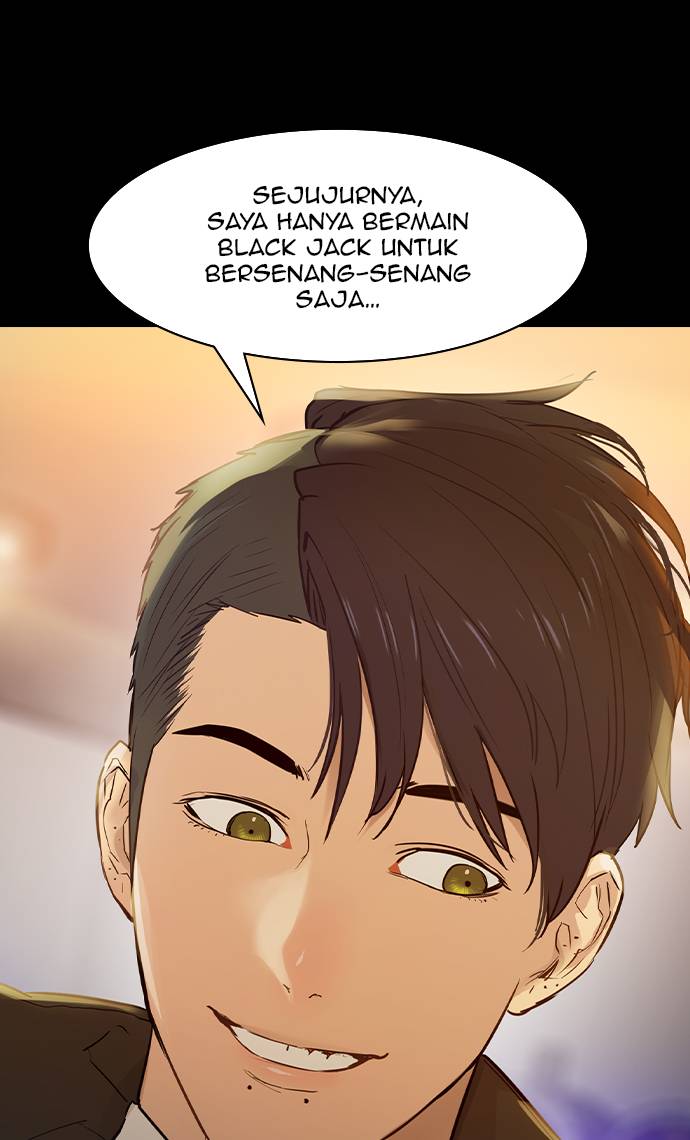 SEJUJURNYA,
SAYA HANYA BERMAIN
BLACK JACK UNTUK
BERSENANG-SENANG
SAJA...